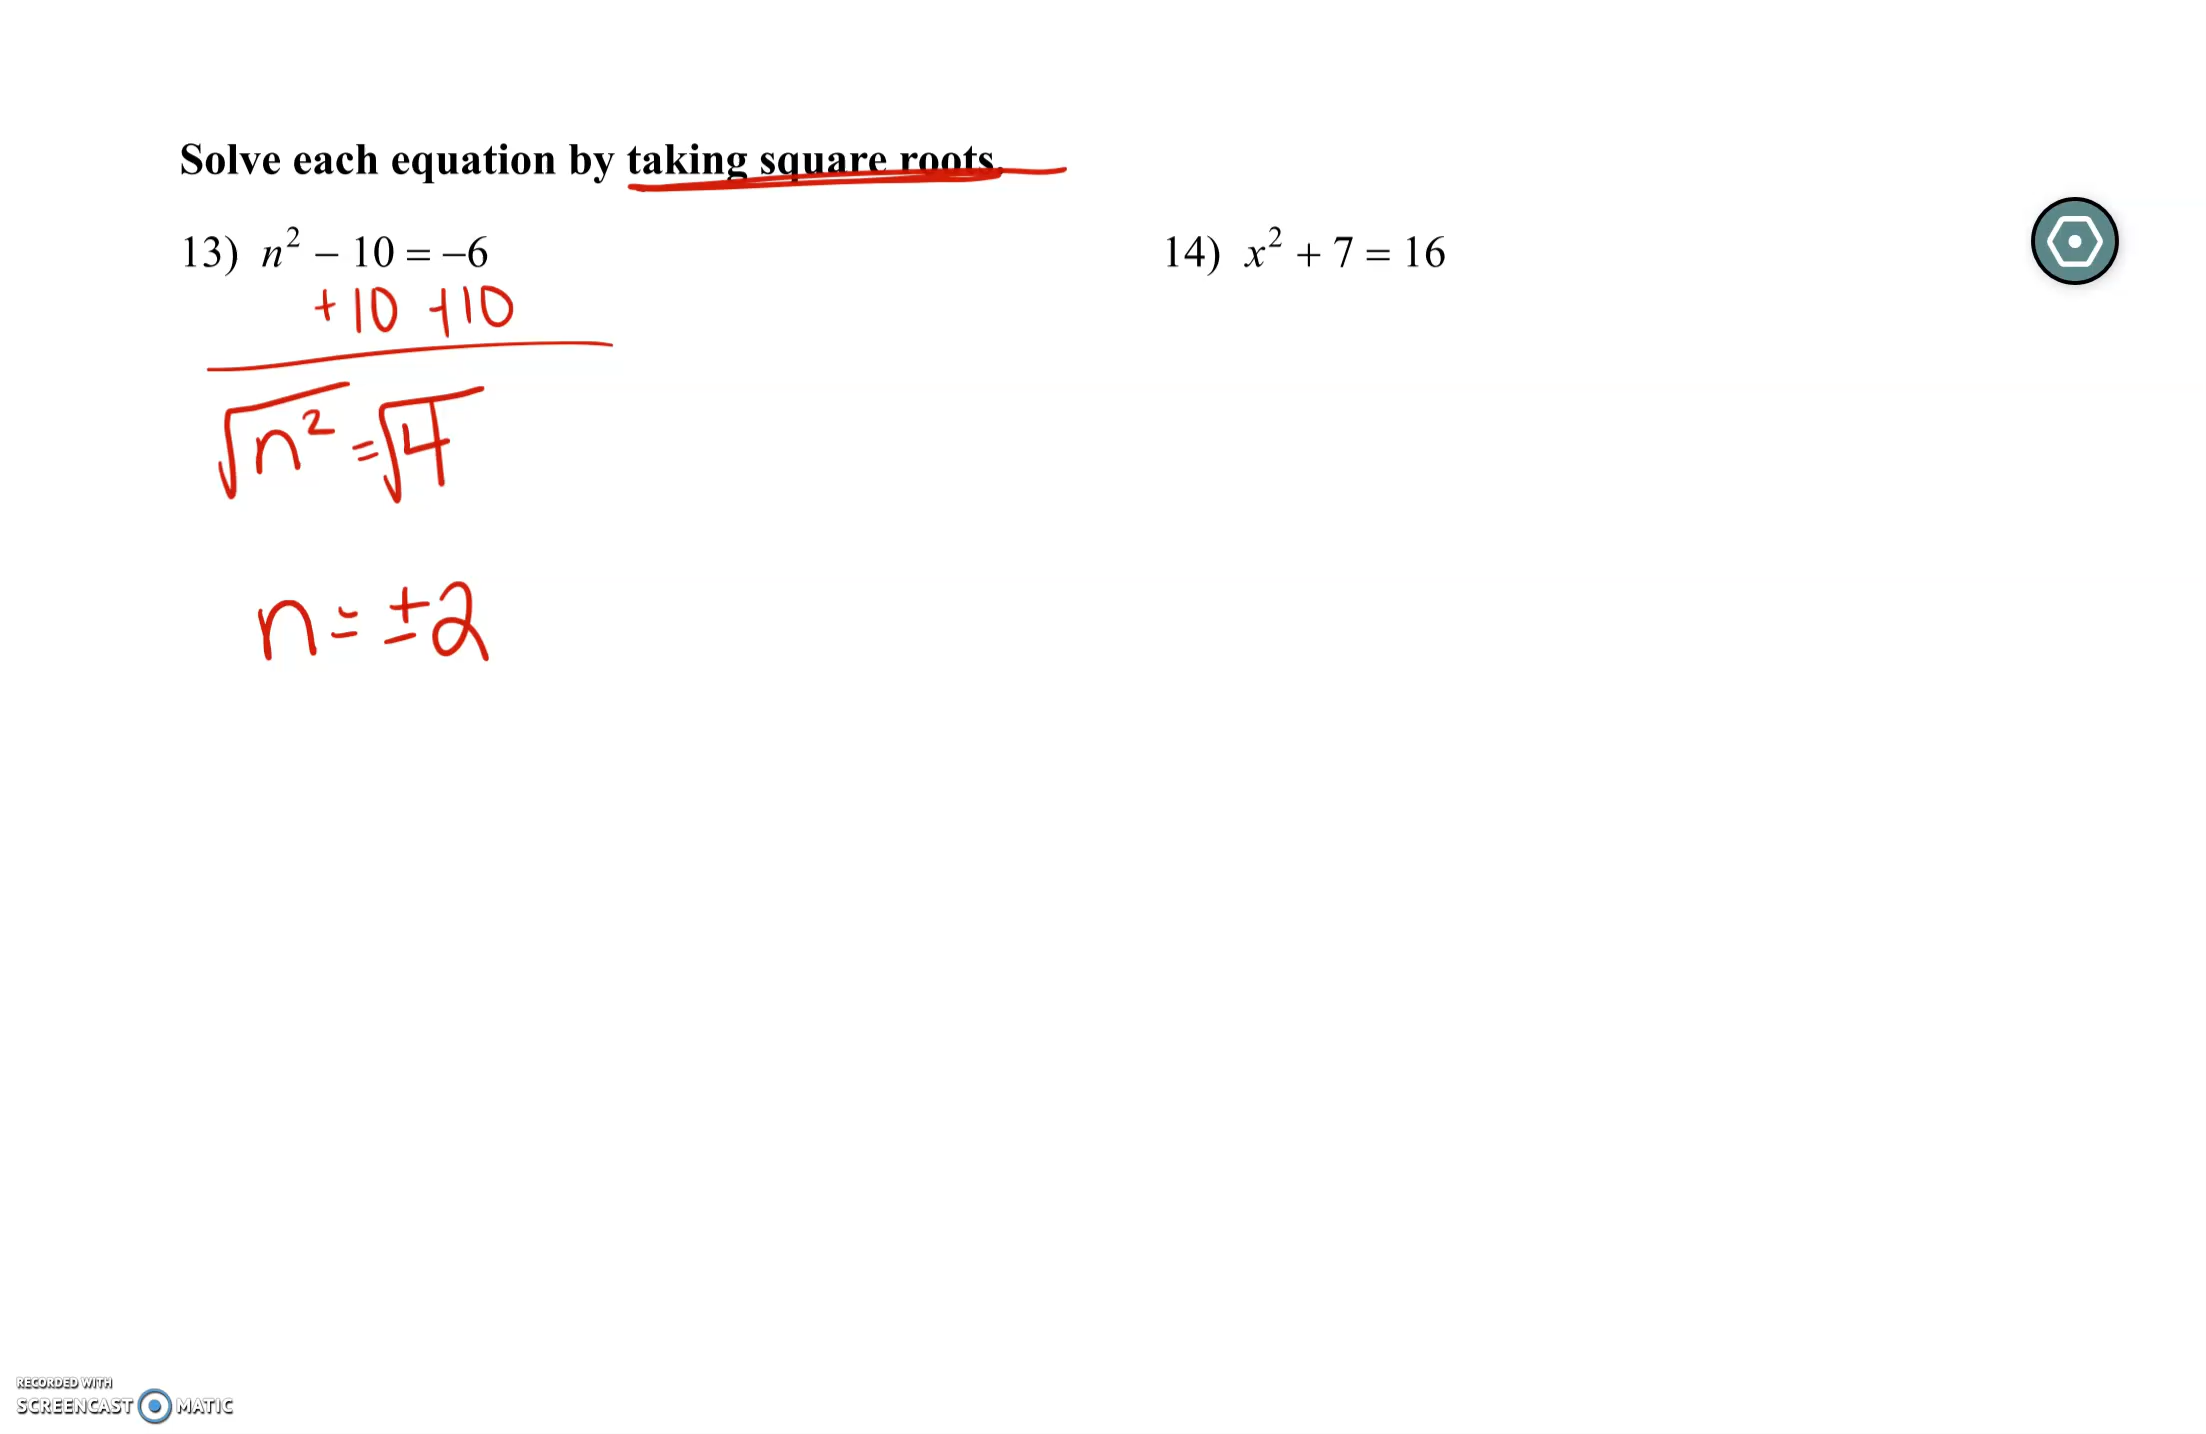 Solve each equation by taking square roots.
13) n² − 10 = −6
+10 +10
√n² = √4
n = ±2
14) x² + 7 = 16
RECORDED WITH
SCREENCAST MATIC